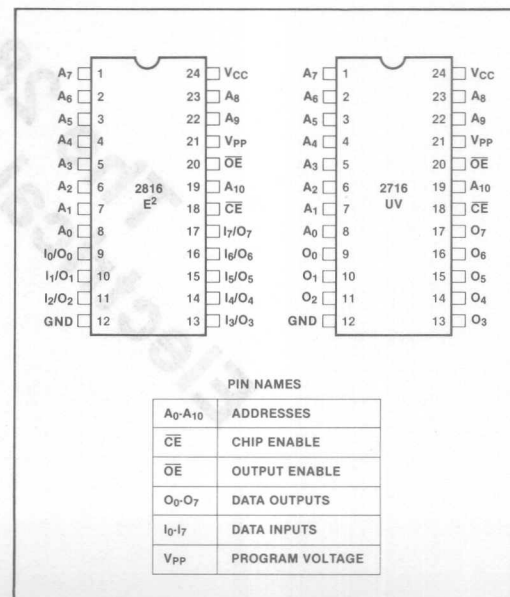 A7 1 24 VCC
A6 2 23 A8
A5 3 22 A9
A4 4 21 VPP
A3 5 20 O̅E̅
A2 6 2816 19 A10
A1 7 E² 18 C̅E̅
A0 8 17 I7/O7
I0/O0 9 16 I6/O6
I1/O1 10 15 I5/O5
I2/O2 11 14 I4/O4
GND 12 13 I3/O3
A7 1 24 VCC
A6 2 23 A8
A5 3 22 A9
A4 4 21 VPP
A3 5 20 O̅E̅
A2 6 2716 19 A10
A1 7 UV 18 C̅E̅
A0 8 17 O7
O0 9 16 O6
O1 10 15 O5
O2 11 14 O4
GND 12 13 O3
PIN NAMES
A0-A10 ADDRESSES
C̅E̅ CHIP ENABLE
O̅E̅ OUTPUT ENABLE
O0-O7 DATA OUTPUTS
I0-I7 DATA INPUTS
VPP PROGRAM VOLTAGE